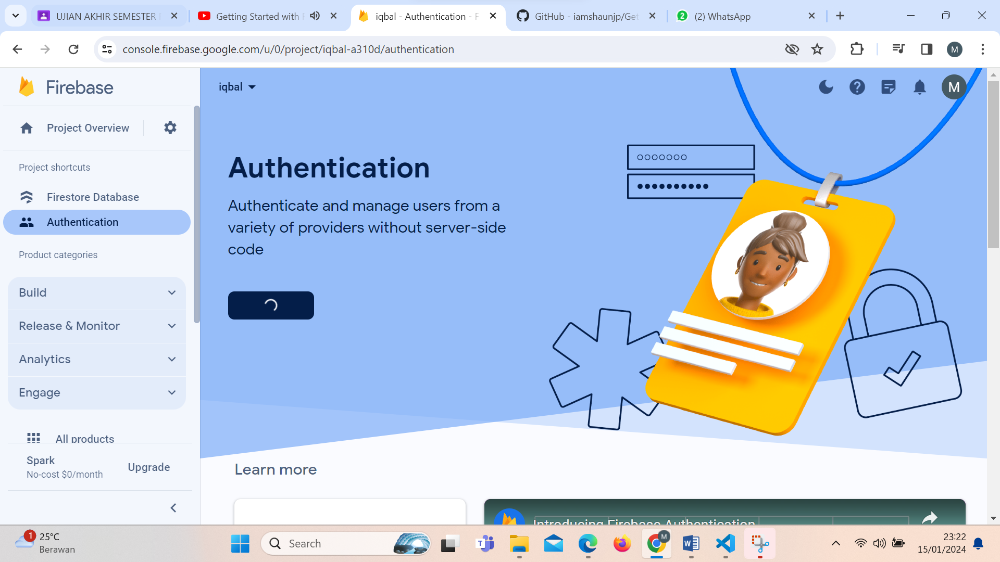 UJIAN AKHIR SEMESTER
Getting Started with
iqbal - Authentication - F
GitHub - iamshaunjp/Get
2
(2) WhatsApp
console.firebase.google.com/u/0/project/iqbal-a310d/authentication
M
Firebase
iqbal
M
Project Overview
Project shortcuts
Firestore Database
Authentication
Product categories
Build
Release & Monitor
Analytics
Engage
All products
Spark
No-cost $0/month
Upgrade
Authentication
Authenticate and manage users from a
variety of providers without server-side
code
Learn more
Introducing Firebase Authentication
1
25°C
Berawan
Search
M
23:22
15/01/2024